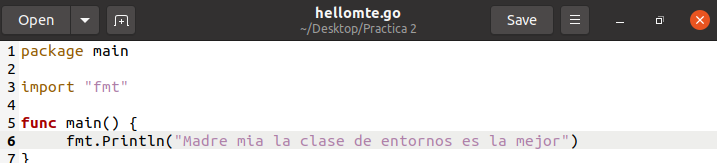 Open
hellomte.go
~/Desktop/Practica 2
Save
1 package main
2
3 import "fmt"
4
5 func main() {
6 fmt.Println("Madre mia la clase de entornos es la mejor")
7 }